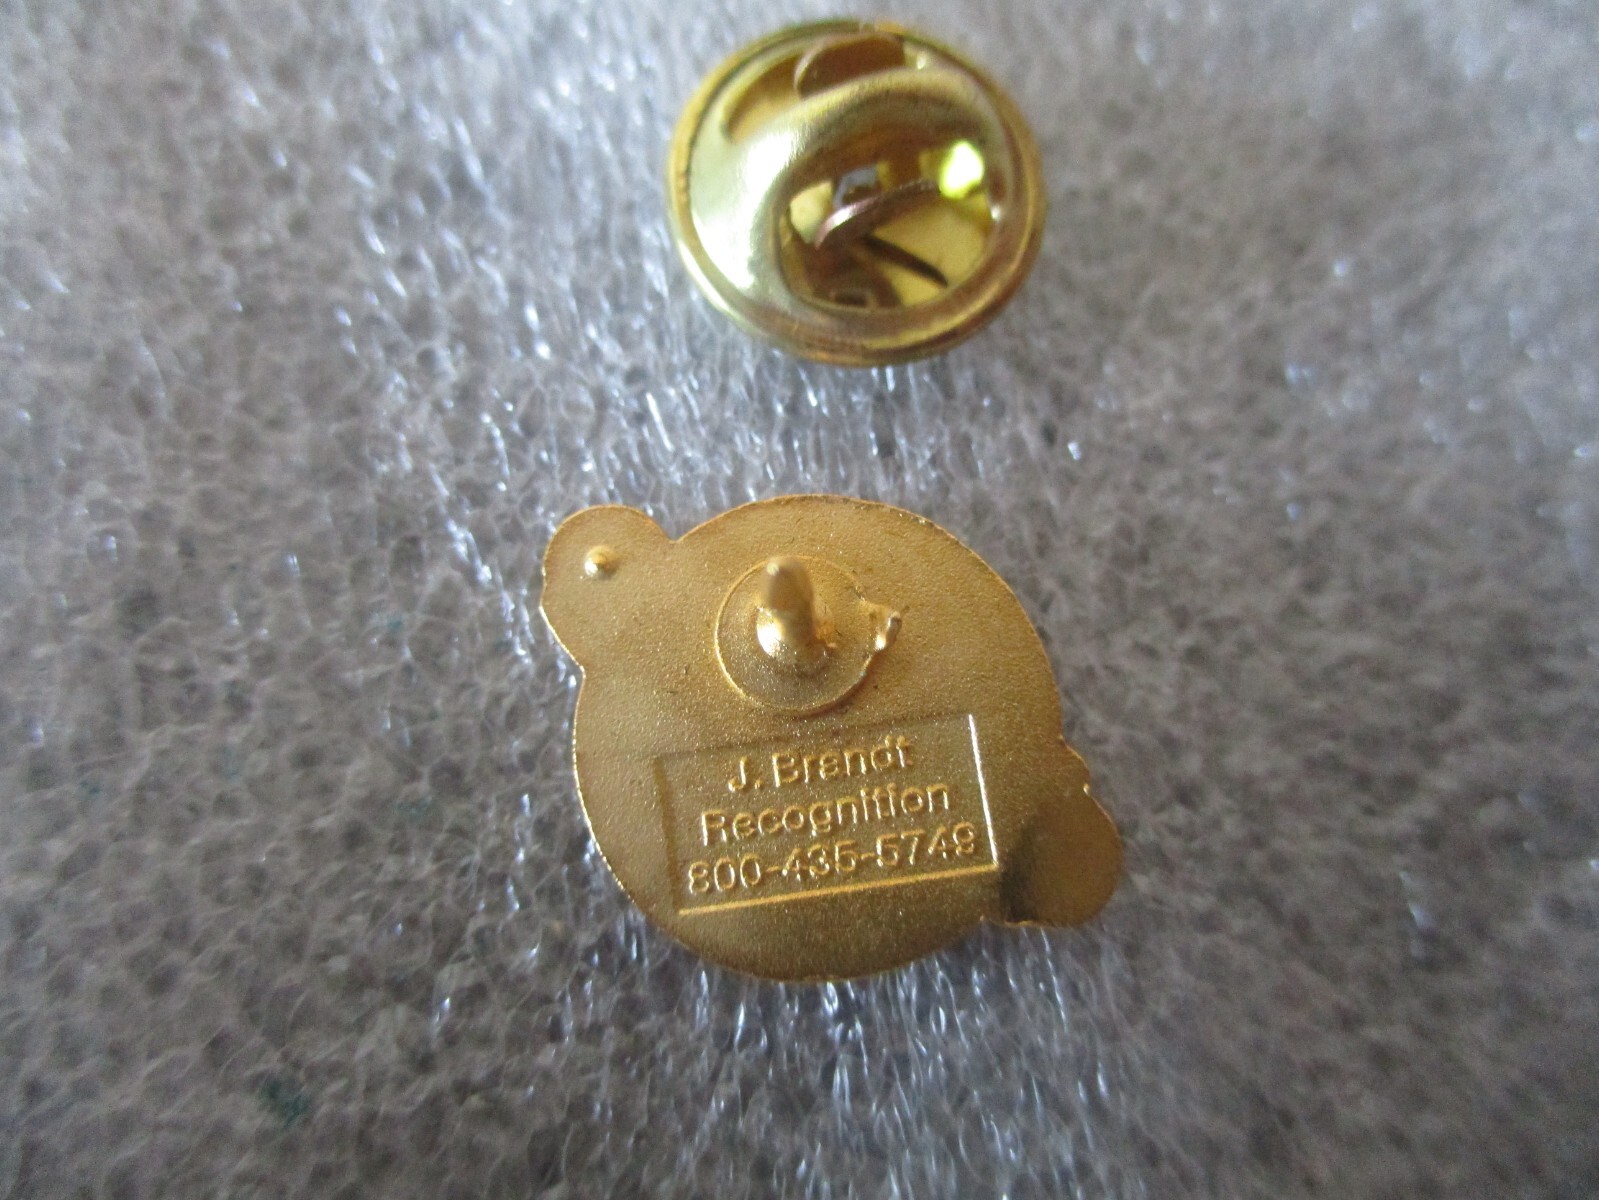 J. Brandt
Recognition
800-435-5749